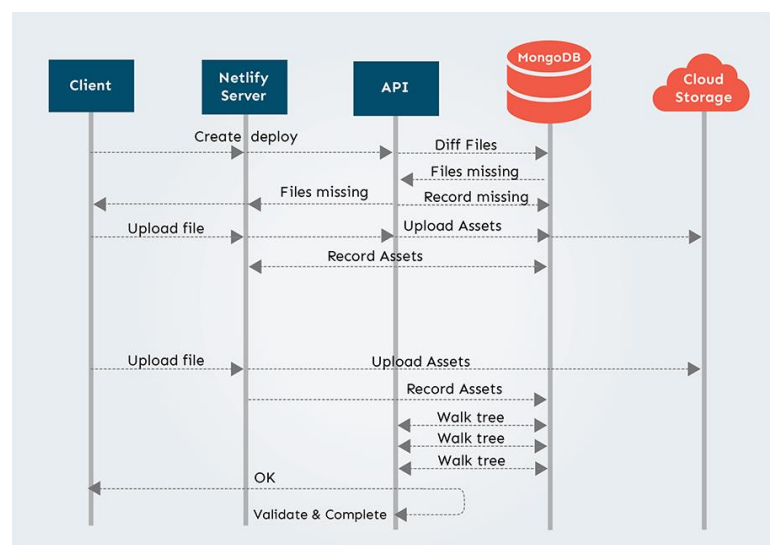 Client
Netlify
Server
API
MongoDB
Cloud
Storage
Create deploy
Diff Files
Files missing
Files missing
Record missing
Upload file
Upload Assets
Record Assets
Upload file
Upload Assets
Record Assets
Walk tree
Walk tree
Walk tree
OK
Validate & Complete